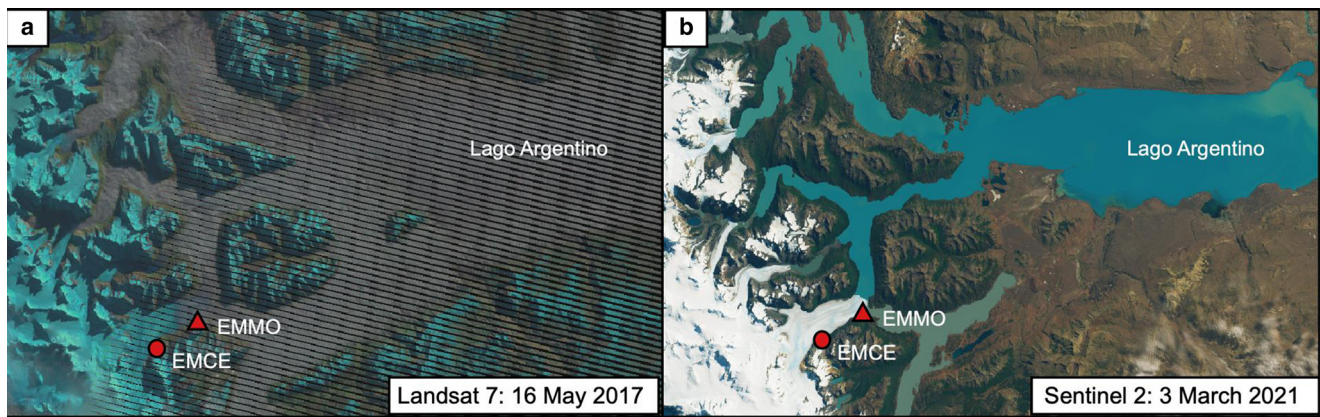 a
Lago Argentino
EMMO
EMCE
Landsat 7: 16 May 2017
b
Lago Argentino
EMMO
EMCE
Sentinel 2: 3 March 2021